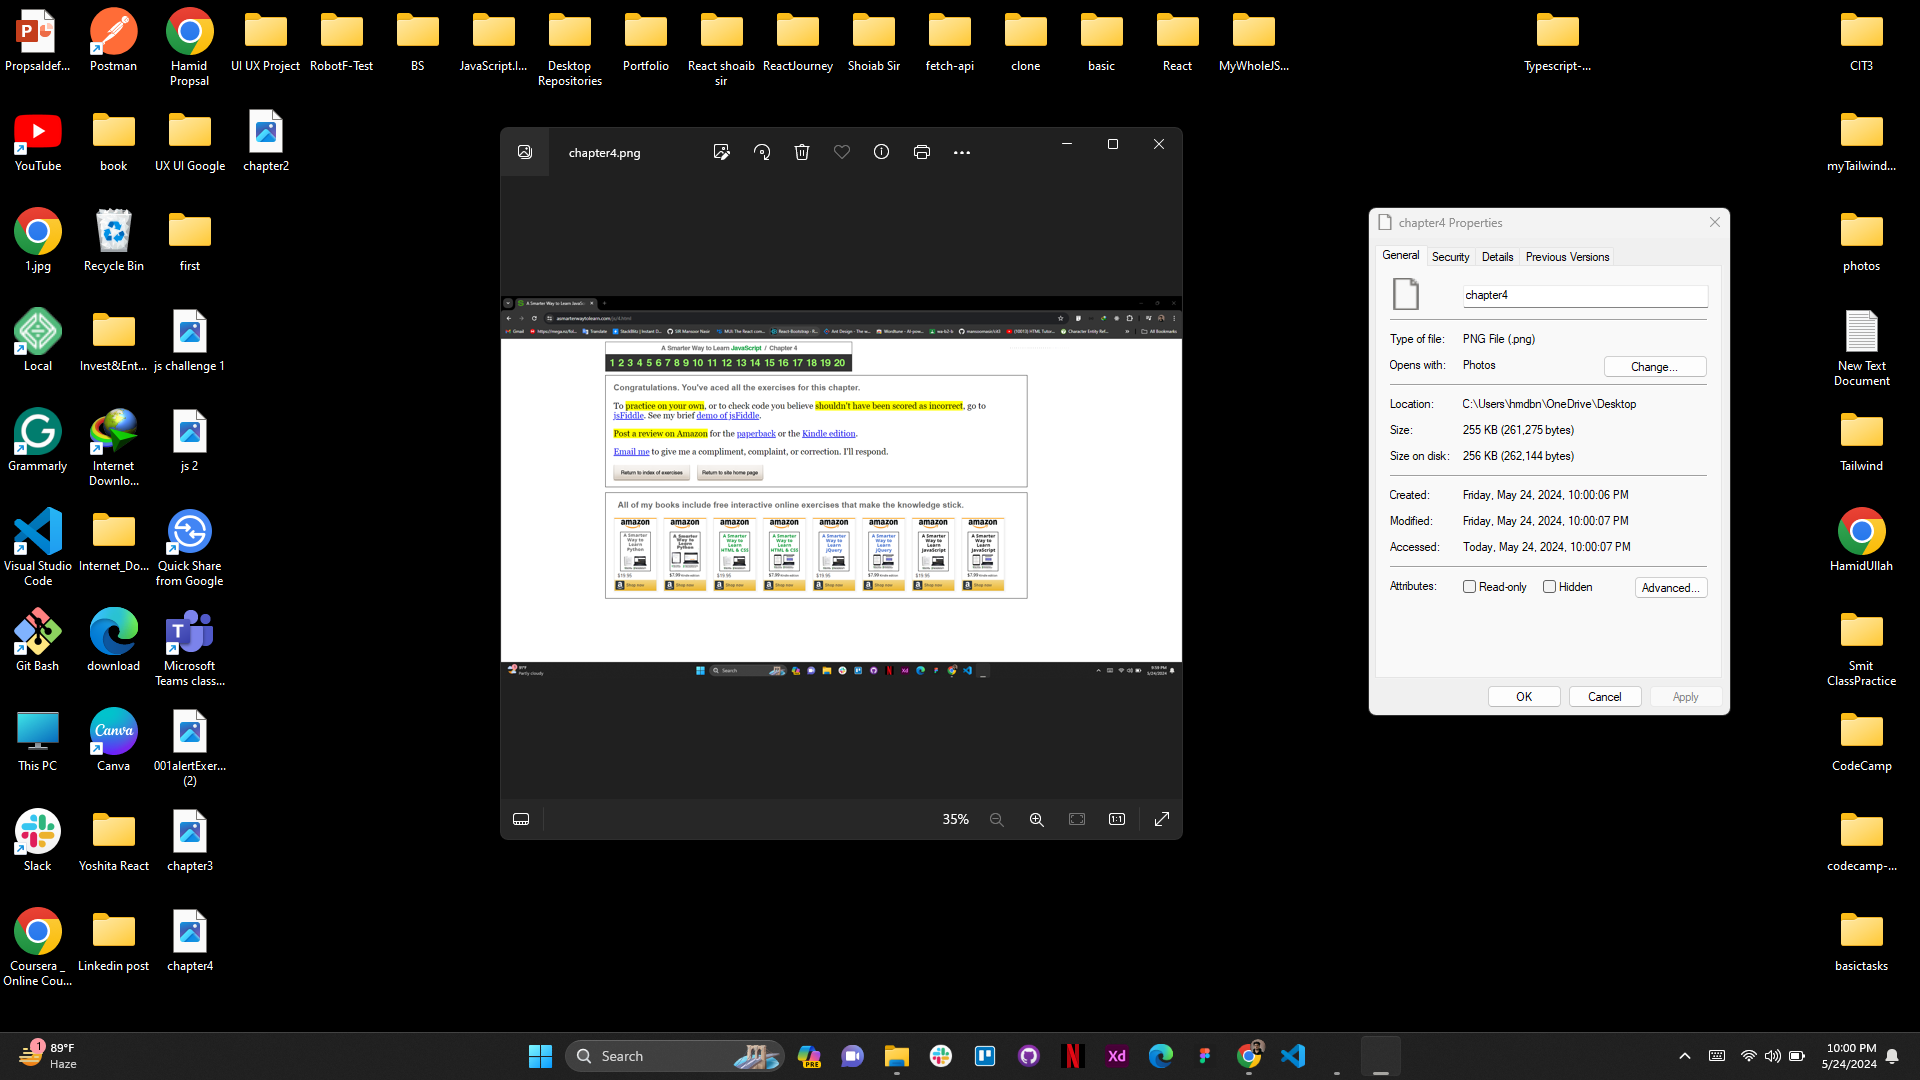 Propsaldef...
Postman
Hamid
Propsal
UI UX Project
RobotF-Test
BS
JavaScript.l...
Desktop
Repositories
Portfolio
React shoaib
sir
ReactJourney
Shoiab Sir
fetch-api
clone
basic
React
MyWholeJS...
Typescript-...
CIT3
YouTube
book
UX UI Google
chapter2
myTailwind...
1.jpg
Recycle Bin
first
photos
Local
Invest&Ent...
js challenge 1
New Text
Document
Grammarly
Internet
Downlo...
js 2
Tailwind
Visual Studio
Code
Internet_Do...
Quick Share
from Google
HamidUllah
Git Bash
download
Microsoft
Teams class...
Smit
ClassPractice
This PC
Canva
001alertExer...
(2)
CodeCamp
Slack
Yoshita React
chapter3
codecamp-...
Coursera _
Online Cou...
Linkedin post
chapter4
basictasks
chapter4.png
A Smarter Way to Learn JavaScript / Chapter 4
1 2 3 4 5 6 7 8 9 10 11 12 13 14 15 16 17 18 19 20
Congratulations. You've aced all the exercises for this chapter.
To practice on your own, or to check code you believe shouldn't have been scored as incorrect, go to
jsFiddle. See my brief demo of jsFiddle.
Post a review on Amazon for the paperback or the Kindle edition.
Email me to give me a compliment, complaint, or correction. I'll respond.
Return to index of exercises
Return to site home page
All of my books include free interactive online exercises that make the knowledge stick.
amazon amazon amazon amazon amazon amazon amazon amazon
35%
chapter4 Properties
General
Security
Details
Previous Versions
chapter4
Type of file: PNG File (.png)
Opens with: Photos
Change...
Location: C:\Users\hmdbn\OneDrive\Desktop
Size: 255 KB (261,275 bytes)
Size on disk: 256 KB (262,144 bytes)
Created: Friday, May 24, 2024, 10:00:06 PM
Modified: Friday, May 24, 2024, 10:00:07 PM
Accessed: Today, May 24, 2024, 10:00:07 PM
Attributes: Read-only Hidden Advanced...
OK
Cancel
Apply
1
89°F
Haze
Search
PRE
Xd
10:00 PM
5/24/2024